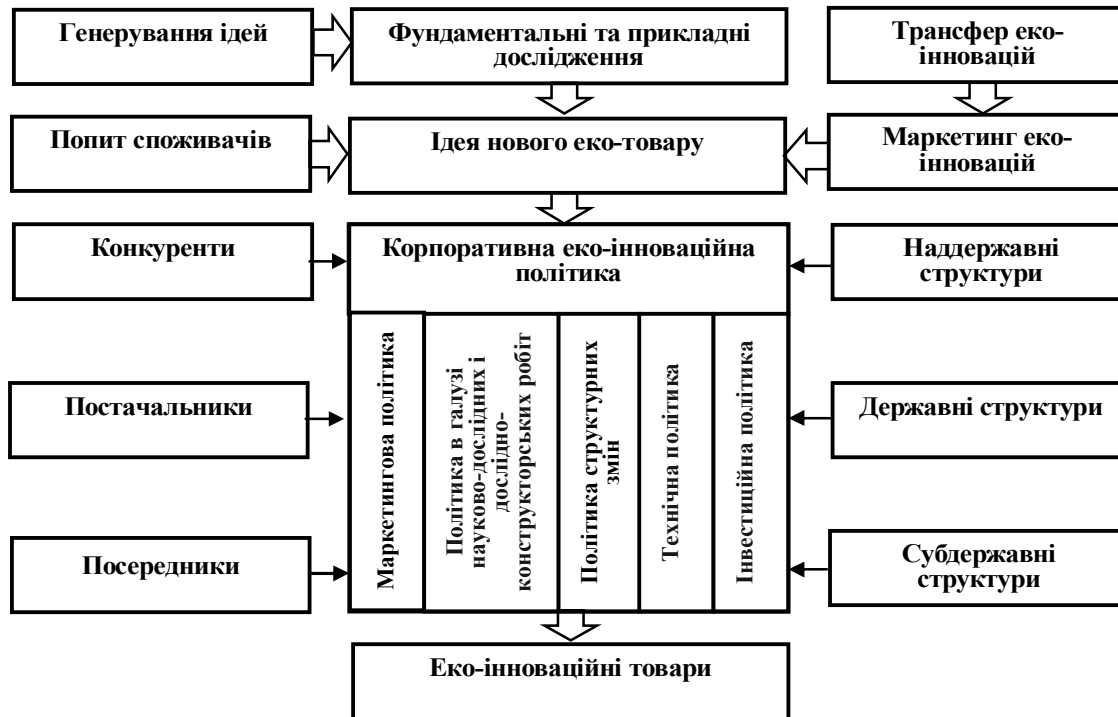 Генерування ідей
Фундаментальні та прикладні
дослідження
Трансфер еко-
інновацій
Попит споживачів
Ідея нового еко-товару
Маркетинг еко-
інновацій
Конкуренти
Корпоративна еко-інноваційна
політика
Наддержавні
структури
Маркетингова політика
Політика в галузі
науково-дослідних і
дослідно-
конструкторських робіт
Політика структурних
змін
Технічна політика
Інвестиційна політика
Постачальники
Державні структури
Посередники
Субдержавні
структури
Еко-інноваційні товари